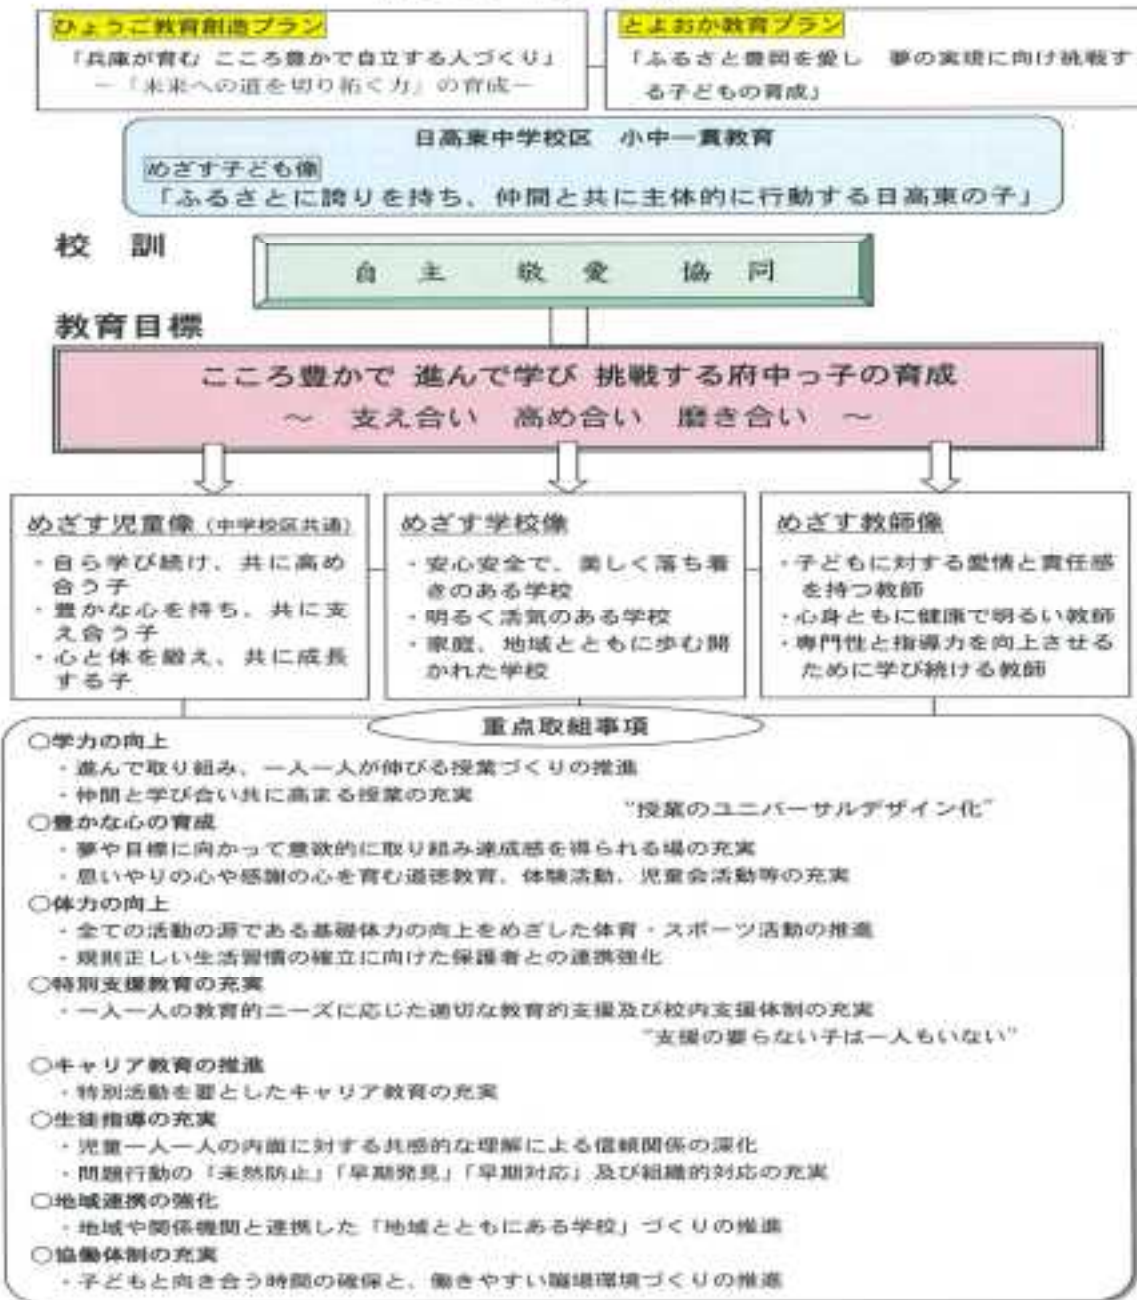 ひょうご教育創造プラン
「兵庫が育む こころ豊かで自立する人づくり」
－「未来への道を切り拓く力」の育成－
とよおか教育プラン
「ふるさと豊岡を愛し 夢の実現に向け挑戦す
る子どもの育成」
日高東中学校区 小中一貫教育
めざす子ども像
「ふるさとに誇りを持ち、仲間と共に主体的に行動する日高東の子」
校 訓
自 主 敬 愛 協 同
教育目標
こころ豊かで 進んで学び 挑戦する府中っ子の育成
～ 支え合い 高め合い 磨き合い ～
めざす児童像（中学校区共通）
・自ら学び続け、共に高め
合う子
・豊かな心を持ち、共に支
え合う子
・心と体を鍛え、共に成長
する子
めざす学校像
・安心安全で、美しく落ち着
きのある学校
・明るく活気のある学校
・家庭、地域とともに歩む開
かれた学校
めざす教師像
・子どもに対する愛情と責任感
を持つ教師
・心身ともに健康で明るい教師
・専門性と指導力を向上させる
ために学び続ける教師
重点取組事項
○学力の向上
・進んで取り組み、一人一人が伸びる授業づくりの推進
・仲間と学び合い共に高まる授業の充実
"授業のユニバーサルデザイン化"
○豊かな心の育成
・夢や目標に向かって意欲的に取り組み達成感を得られる場の充実
・思いやりの心や感謝の心を育む道徳教育、体験活動、児童会活動等の充実
○体力の向上
・全ての活動の源である基礎体力の向上をめざした体育・スポーツ活動の推進
・規則正しい生活習慣の確立に向けた保護者との連携強化
○特別支援教育の充実
・一人一人の教育的ニーズに応じた適切な教育的支援及び校内支援体制の充実
"支援の要らない子は一人もいない"
○キャリア教育の推進
・特別活動を要としたキャリア教育の充実
○生徒指導の充実
・児童一人一人の内面に対する共感的な理解による信頼関係の深化
・問題行動の「未然防止」「早期発見」「早期対応」及び組織的対応の充実
○地域連携の強化
・地域や関係機関と連携した「地域とともにある学校」づくりの推進
○協働体制の充実
・子どもと向き合う時間の確保と、働きやすい職場環境づくりの推進